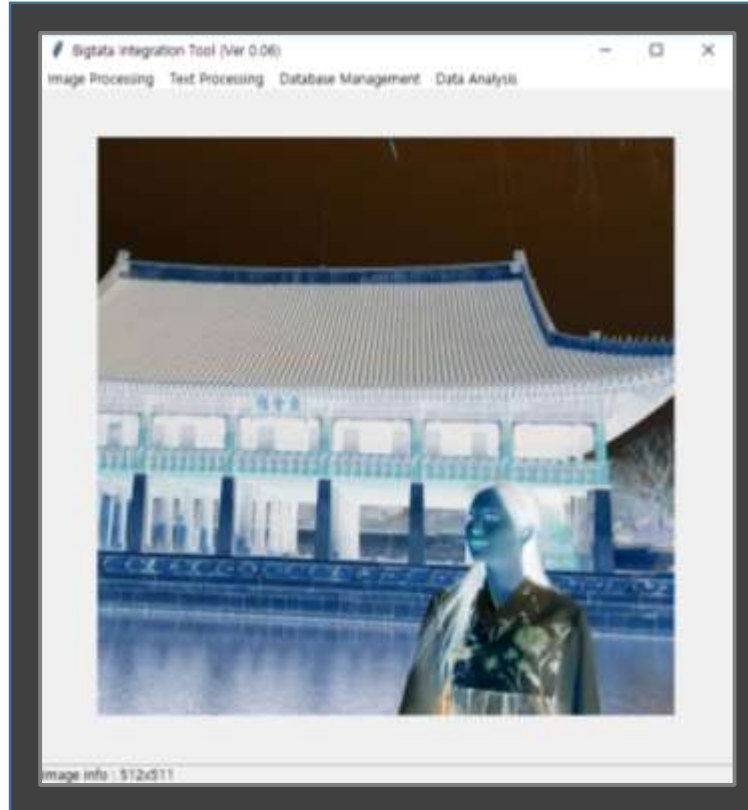 Bigtata Integration Tool (Ver 0.06)
Image Processing Text Processing Database Management Data Analysis
image info : 512x511